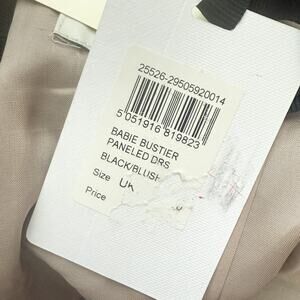 25526-29505920014
5 051916 819823
BABIE BUSTIER
PANELED DRS
BLACK/BLUSH
Size UK
Price